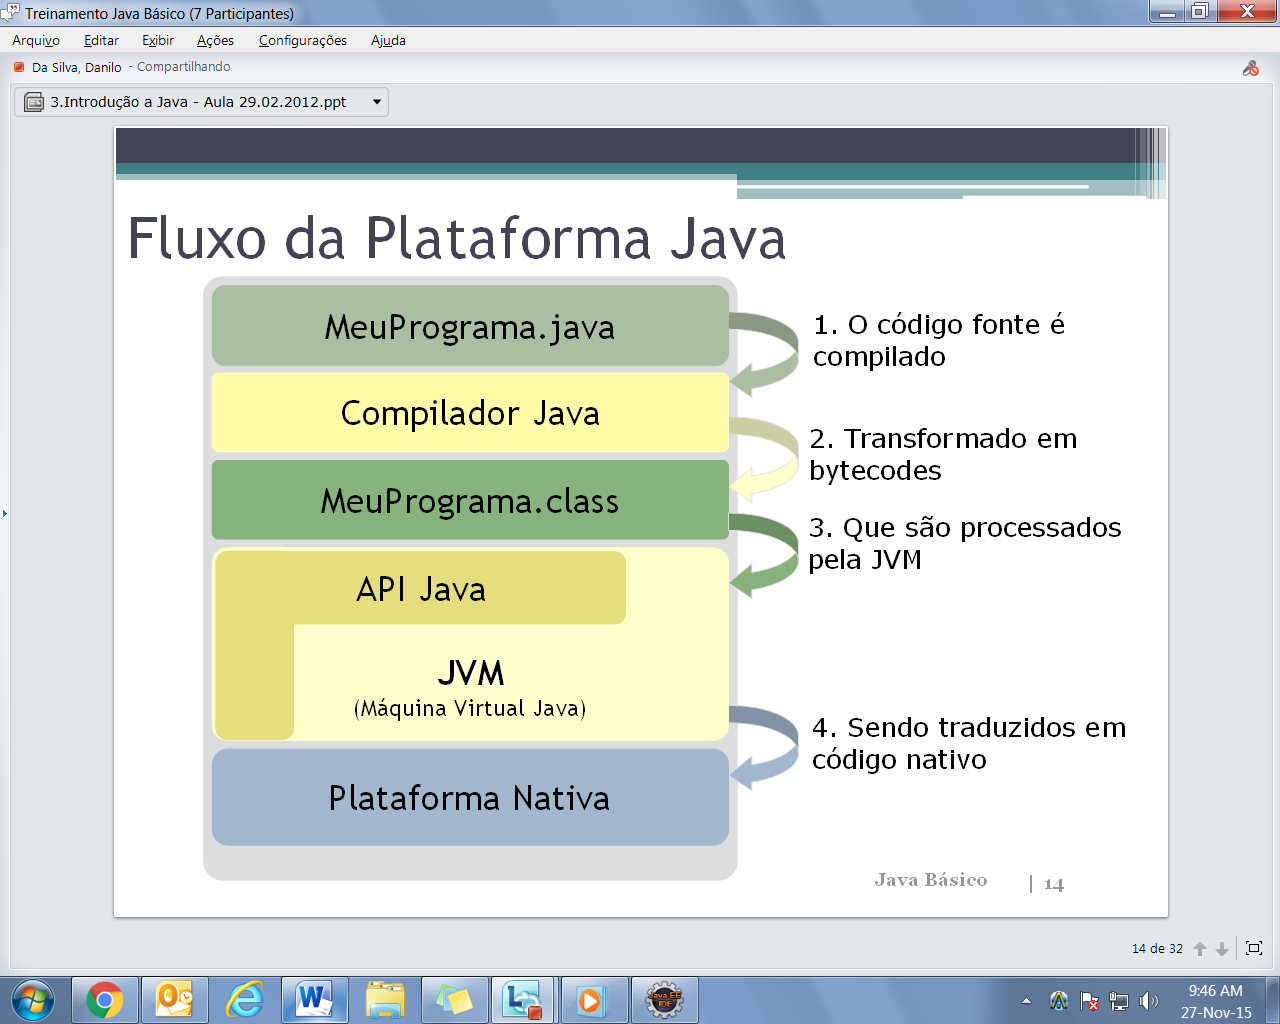 Treinamento Java Básico (7 Participantes)
Arquivo Editar Exibir Ações Configurações Ajuda
Da Silva, Danilo - Compartilhando
3.Introdução a Java - Aula 29.02.2012.ppt
Fluxo da Plataforma Java
MeuPrograma.java
1. O código fonte é
compilado
Compilador Java
2. Transformado em
bytecodes
MeuPrograma.class
3. Que são processados
pela JVM
API Java
JVM
(Máquina Virtual Java)
4. Sendo traduzidos em
código nativo
Plataforma Nativa
Java Básico | 14
14 de 32
Java EE
IDE
9:46 AM
27-Nov-15